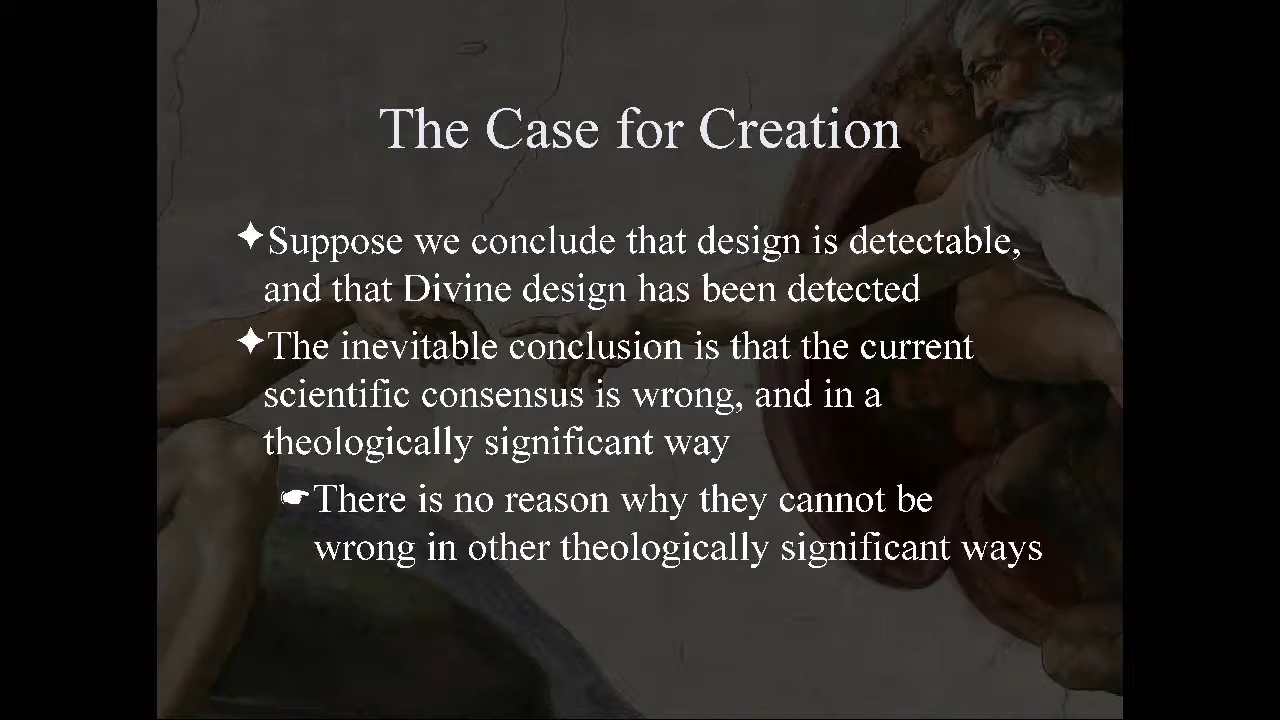 The Case for Creation
✦Suppose we conclude that design is detectable,
and that Divine design has been detected
✦The inevitable conclusion is that the current
scientific consensus is wrong, and in a
theologically significant way
☛There is no reason why they cannot be
wrong in other theologically significant ways